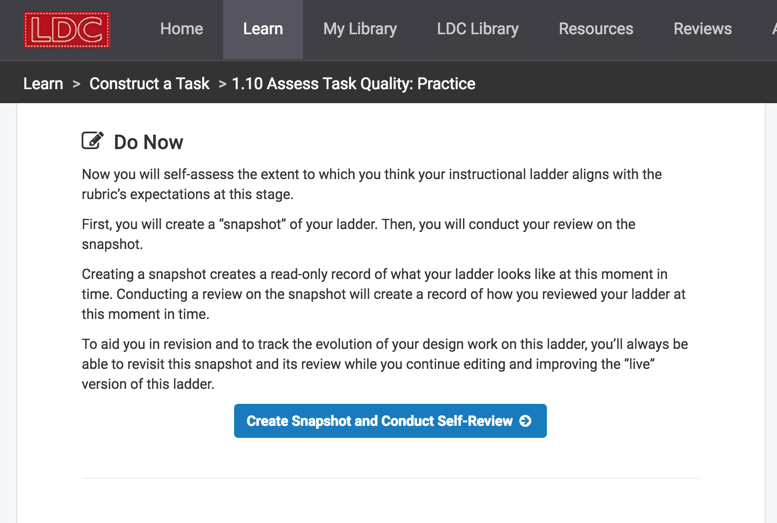 LDC
Home
Learn
My Library
LDC Library
Resources
Reviews
Learn > Construct a Task > 1.10 Assess Task Quality: Practice
Do Now
Now you will self-assess the extent to which you think your instructional ladder aligns with the
rubric’s expectations at this stage.
First, you will create a “snapshot” of your ladder. Then, you will conduct your review on the
snapshot.
Creating a snapshot creates a read-only record of what your ladder looks like at this moment in
time. Conducting a review on the snapshot will create a record of how you reviewed your ladder at
this moment in time.
To aid you in revision and to track the evolution of your design work on this ladder, you’ll always be
able to revisit this snapshot and its review while you continue editing and improving the “live”
version of this ladder.
Create Snapshot and Conduct Self-Review